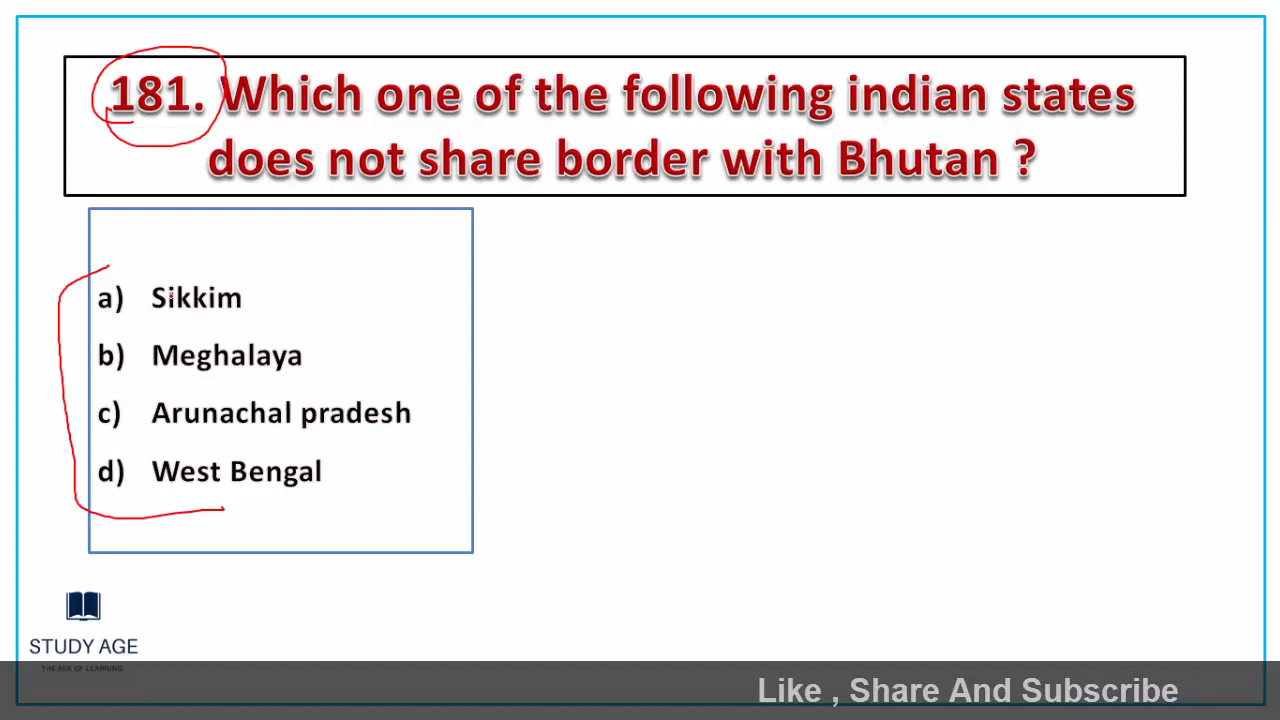 181. Which one of the following indian states
does not share border with Bhutan ?
a) Sikkim
b) Meghalaya
c) Arunachal pradesh
d) West Bengal
STUDY AGE
THE AGE OF LEARNING
Like , Share And Subscribe